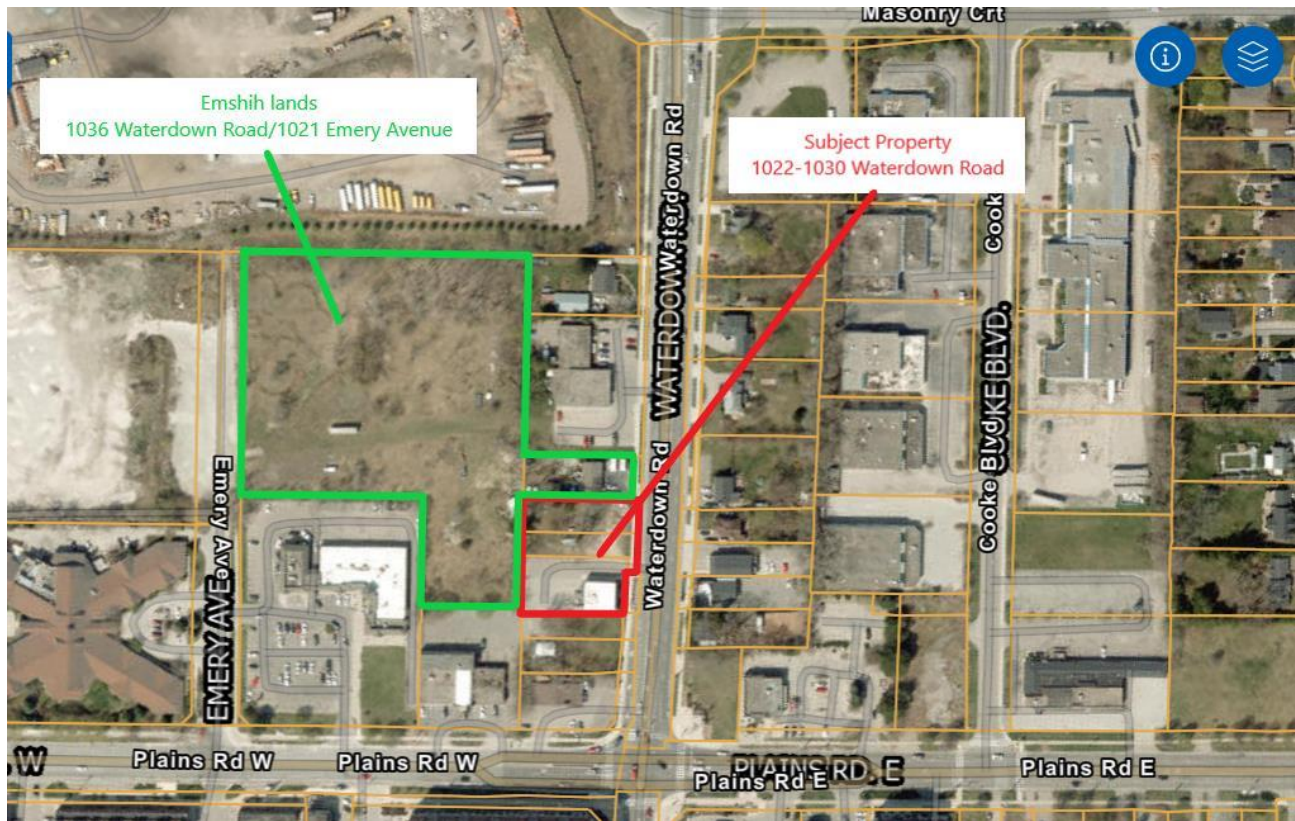 Masonry Crt
Emshih lands
1036 Waterdown Road/1021 Emery Avenue
Subject Property
1022-1030 Waterdown Road
Waterdown Rd
WATERDOW
Waterdown Rd
Cooke
Cooke Blvd
COOKE BLVD.
Emery Ave
EMERY AVE
Waterdown Rd
W
Plains Rd W
Plains Rd W
PLAINS RD. E
Plains Rd E
Plains Rd E